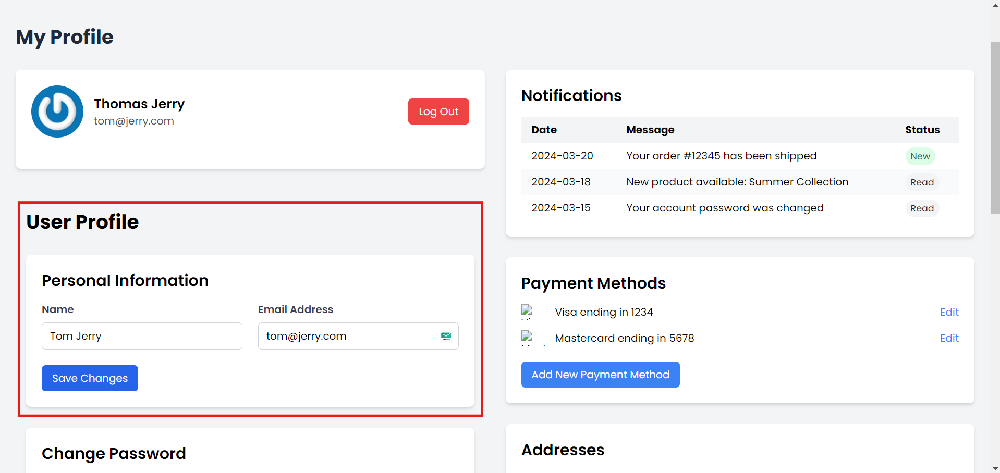 My Profile
Thomas Jerry
tom@jerry.com
Log Out
User Profile
Personal Information
Name
Email Address
Tom Jerry
tom@jerry.com
Save Changes
Change Password
Notifications
Date Message Status
2024-03-20 Your order #12345 has been shipped New
2024-03-18 New product available: Summer Collection Read
2024-03-15 Your account password was changed Read
Payment Methods
Visa ending in 1234 Edit
Mastercard ending in 5678 Edit
Add New Payment Method
Addresses